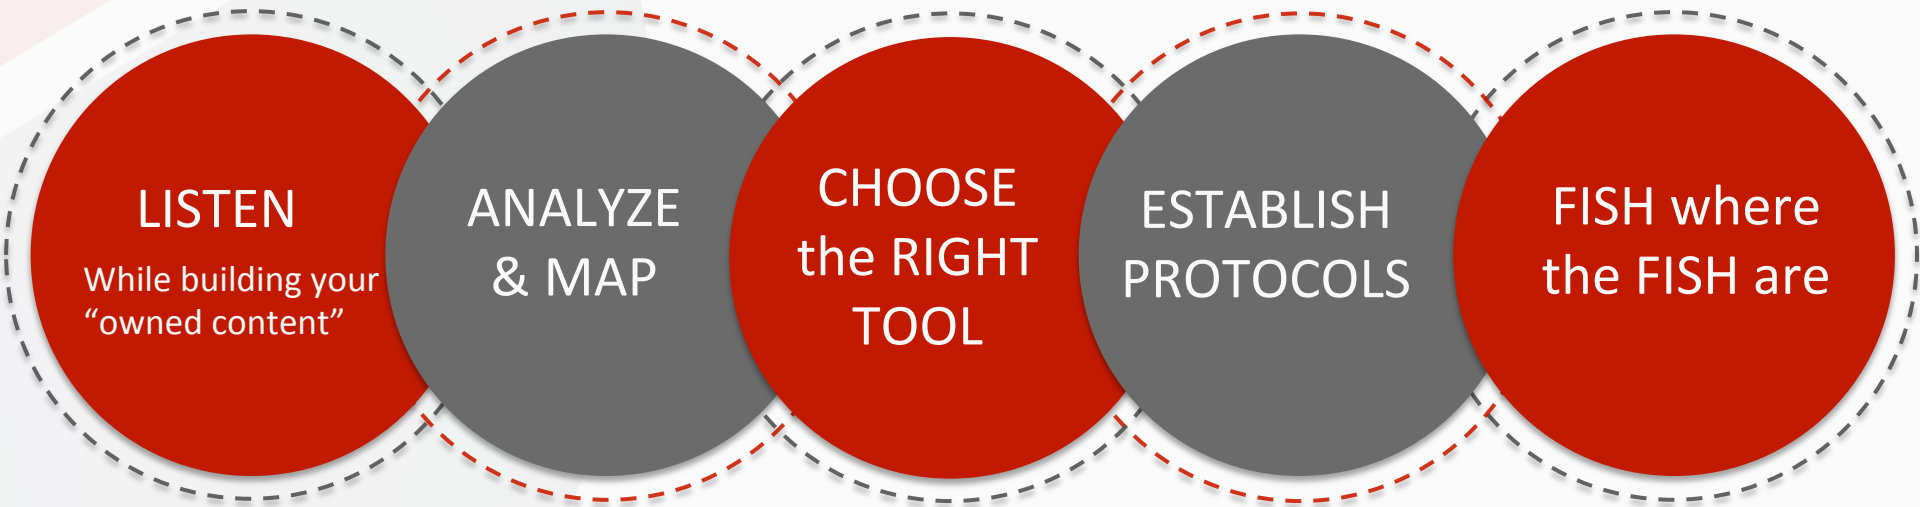 LISTEN
While building your
“owned content”
ANALYZE
& MAP
CHOOSE
the RIGHT
TOOL
ESTABLISH
PROTOCOLS
FISH where
the FISH are